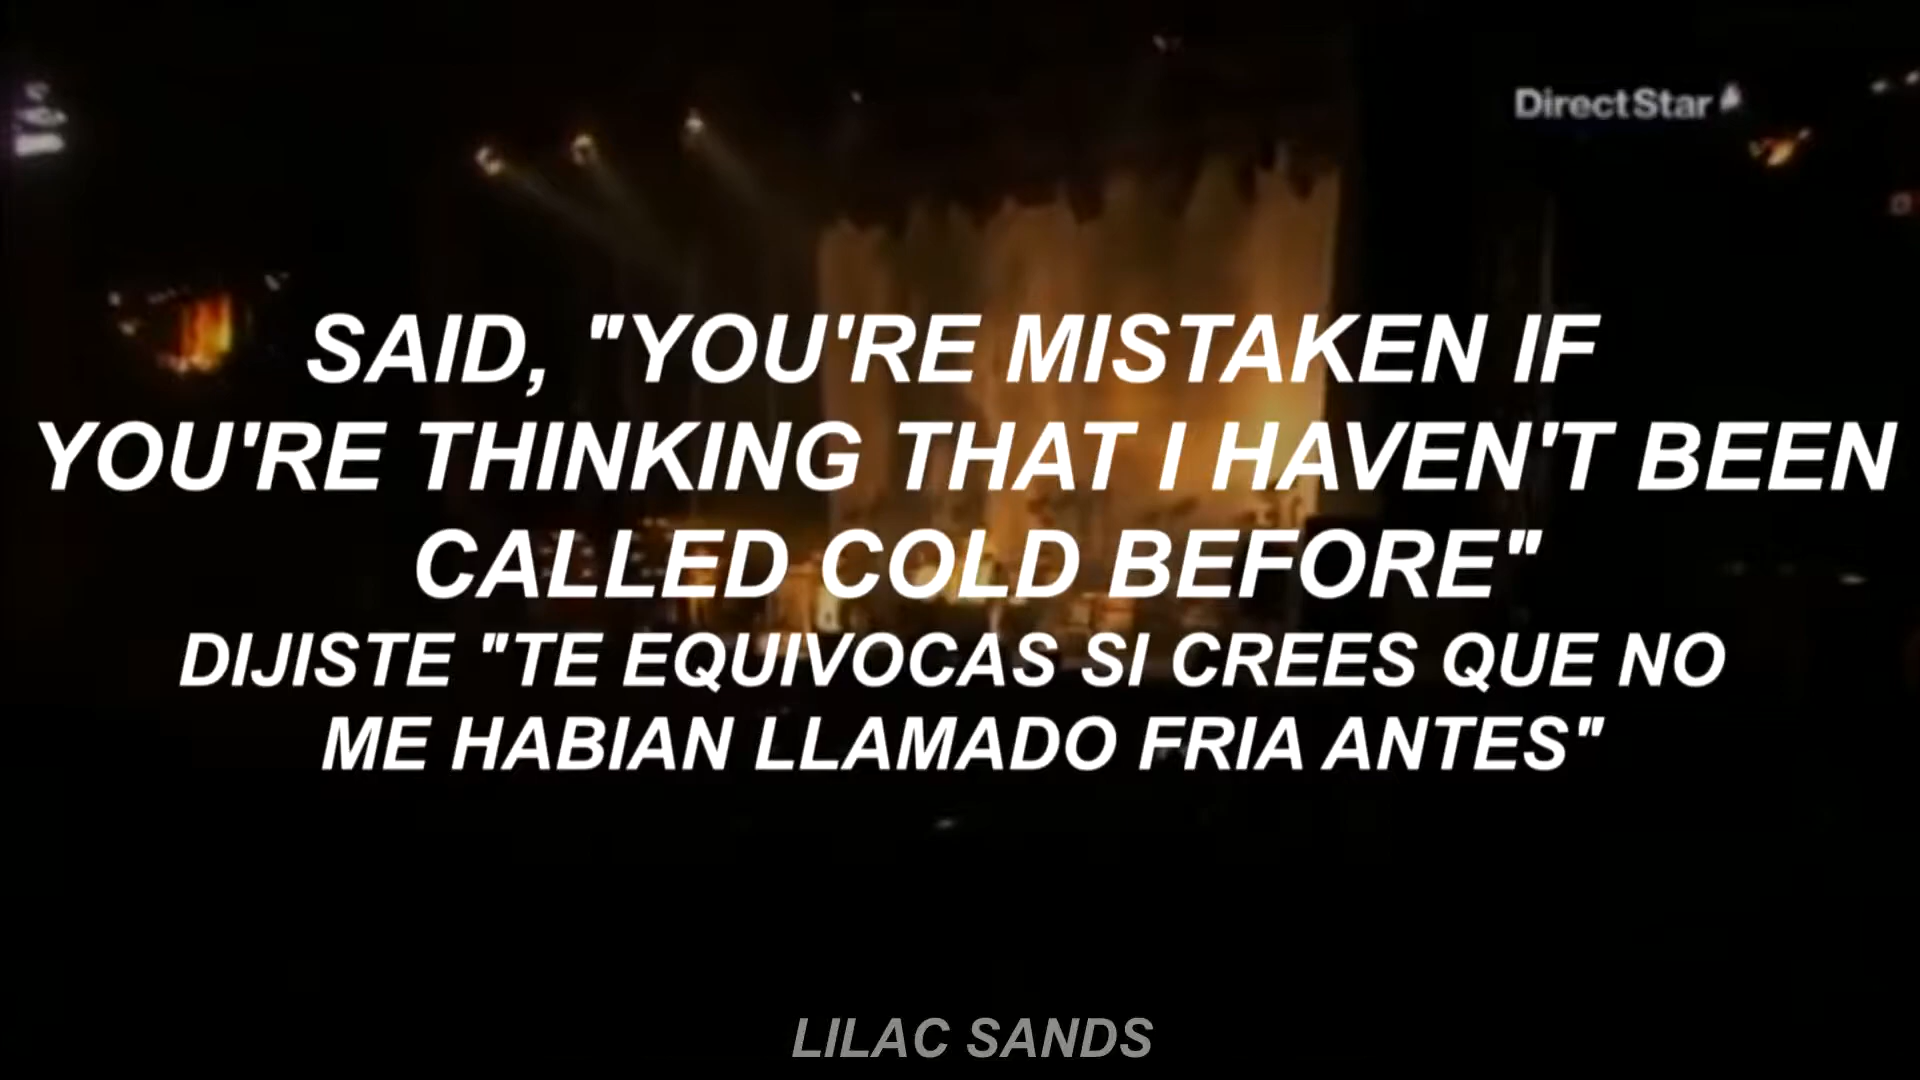 DirectStar
SAID, "YOU'RE MISTAKEN IF
YOU'RE THINKING THAT I HAVEN'T BEEN
CALLED COLD BEFORE"
DIJISTE "TE EQUIVOCAS SI CREES QUE NO
ME HABIAN LLAMADO FRIA ANTES"
LILAC SANDS